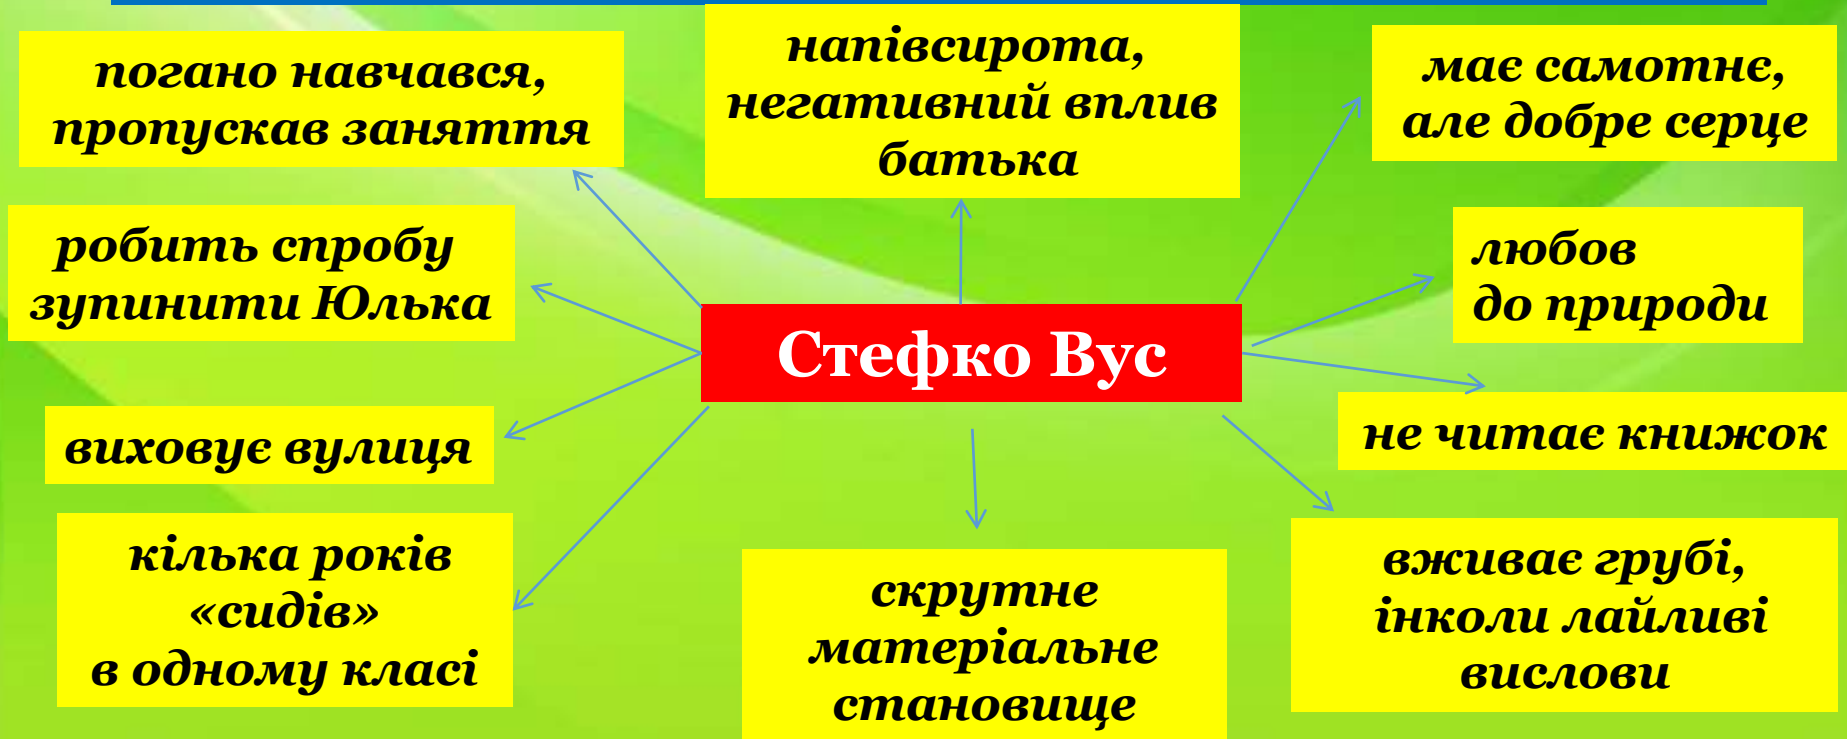 погано навчався,
пропускав заняття
напівсирота,
негативний вплив
батька
має самотнє,
але добре серце
робить спробу
зупинити Юлька
любов
до природи
Стефко Вус
виховує вулиця
не читає книжок
кілька років
«сидів»
в одному класі
скрутне
матеріальне
становище
вживає грубі,
інколи лайливі
вислови